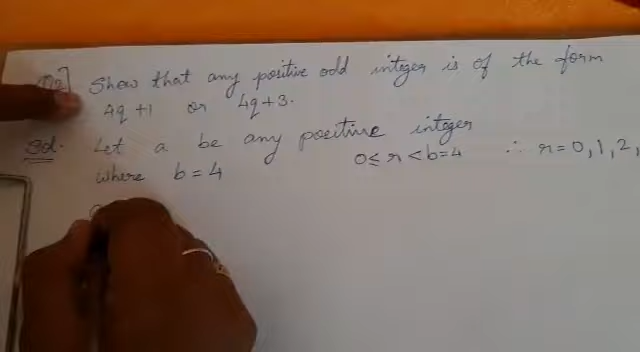 Show that any positive odd integer is of the form
4q+1 or 4q+3.
Sol. Let a be any positive integer
where b=4 0≤r<b=4 ∴ r=0,1,2,